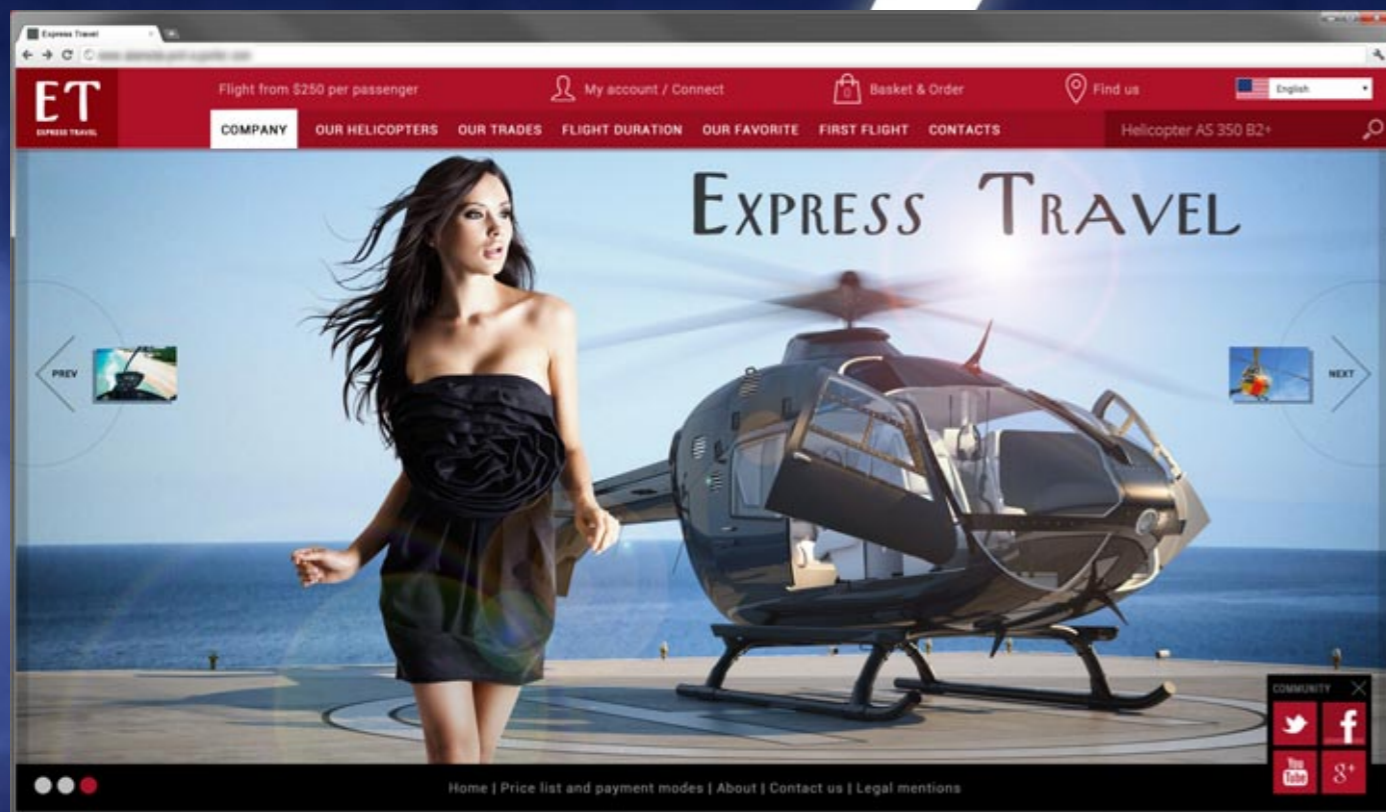 Express Travel
ET
EXPRESS TRAVEL
Flight from $250 per passenger
My account / Connect
0
Basket & Order
Find us
English
COMPANY
OUR HELICOPTERS
OUR TRADES
FLIGHT DURATION
OUR FAVORITE
FIRST FLIGHT
CONTACTS
Helicopter AS 350 B2+
EXPRESS TRAVEL
PREV
NEXT
COMMUNITY
f
You
Tube
g+
Home | Price list and payment modes | About | Contact us | Legal mentions